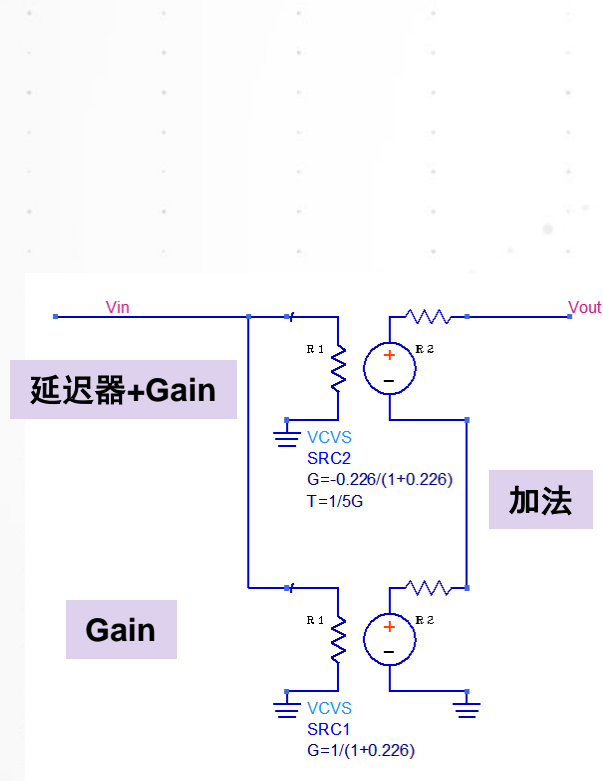 Vin
Vout
R1
R2
延迟器+Gain
VCVS
SRC2
G=-0.226/(1+0.226)
T=1/5G
加法
Gain
R1
R2
VCVS
SRC1
G=1/(1+0.226)